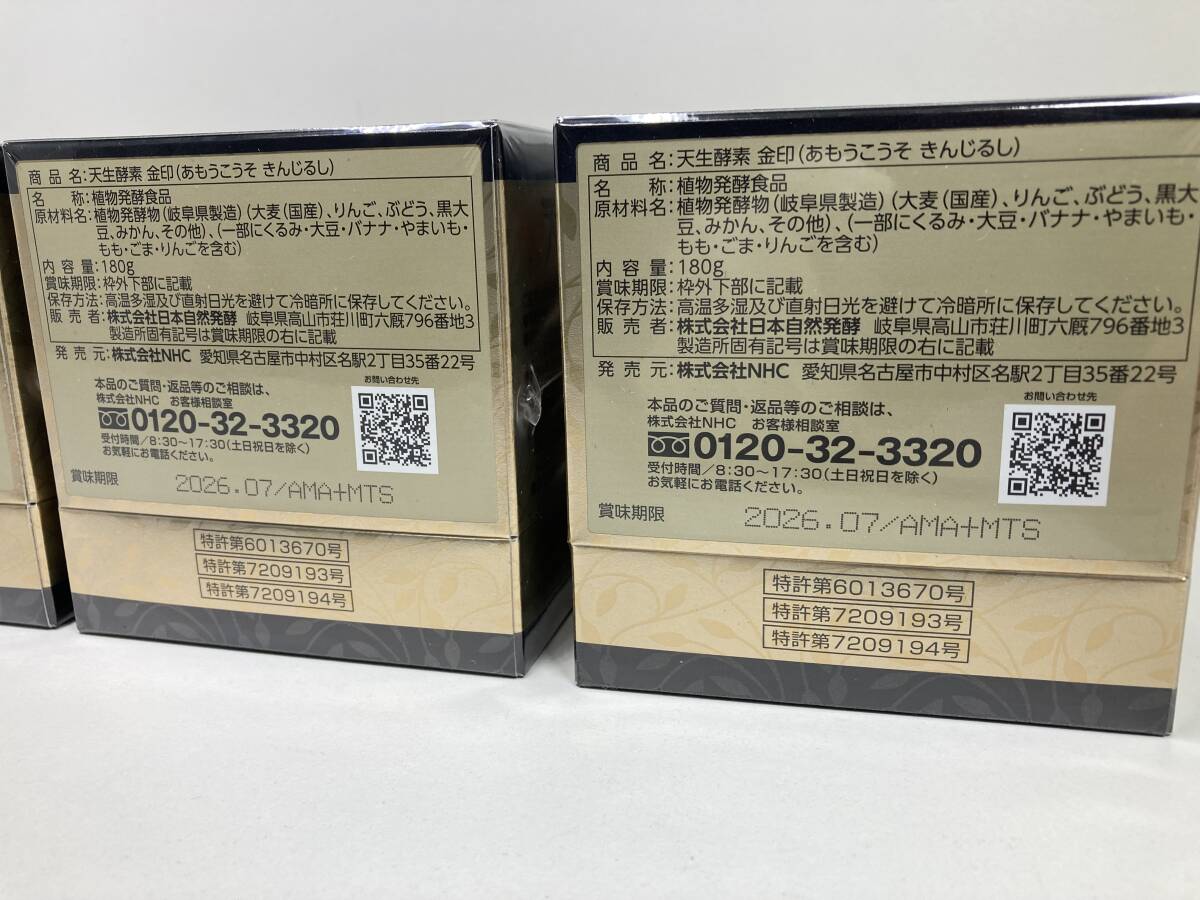 商品名:天生酵素 金印(あもうこうそ きんじるし)
名称:植物発酵食品
原材料名:植物発酵物(岐阜県製造)(大麦(国産)、りんご、ぶどう、黒大
豆、みかん、その他)、(一部にくるみ・大豆・バナナ・やまいも・
もも・ごま・りんごを含む)
内容量:180g
賞味期限:枠外下部に記載
保存方法:高温多湿及び直射日光を避けて冷暗所に保存してください。
販売者:株式会社日本自然発酵 岐阜県高山市荘川町六厩796番地3
製造所固有記号は賞味期限の右に記載
発売元:株式会社NHC 愛知県名古屋市中村区名駅2丁目35番22号
本品のご質問・返品等のご相談は、
株式会社NHC お客様相談室
0120-32-3320
受付時間/8:30〜17:30(土日祝日を除く)
お気軽にお電話ください。
お問い合わせ先
賞味期限 2026.07/AMA+MTS
特許第6013670号
特許第7209193号
特許第7209194号
商品名:天生酵素 金印(あもうこうそ きんじるし)
名称:植物発酵食品
原材料名:植物発酵物(岐阜県製造)(大麦(国産)、りんご、ぶどう、黒大
豆、みかん、その他)、(一部にくるみ・大豆・バナナ・やまいも・
もも・ごま・りんごを含む)
内容量:180g
賞味期限:枠外下部に記載
保存方法:高温多湿及び直射日光を避けて冷暗所に保存してください。
販売者:株式会社日本自然発酵 岐阜県高山市荘川町六厩796番地3
製造所固有記号は賞味期限の右に記載
発売元:株式会社NHC 愛知県名古屋市中村区名駅2丁目35番22号
本品のご質問・返品等のご相談は、
株式会社NHC お客様相談室
0120-32-3320
受付時間/8:30〜17:30(土日祝日を除く)
お気軽にお電話ください。
お問い合わせ先
賞味期限 2026.07/AMA+MTS
特許第6013670号
特許第7209193号
特許第7209194号